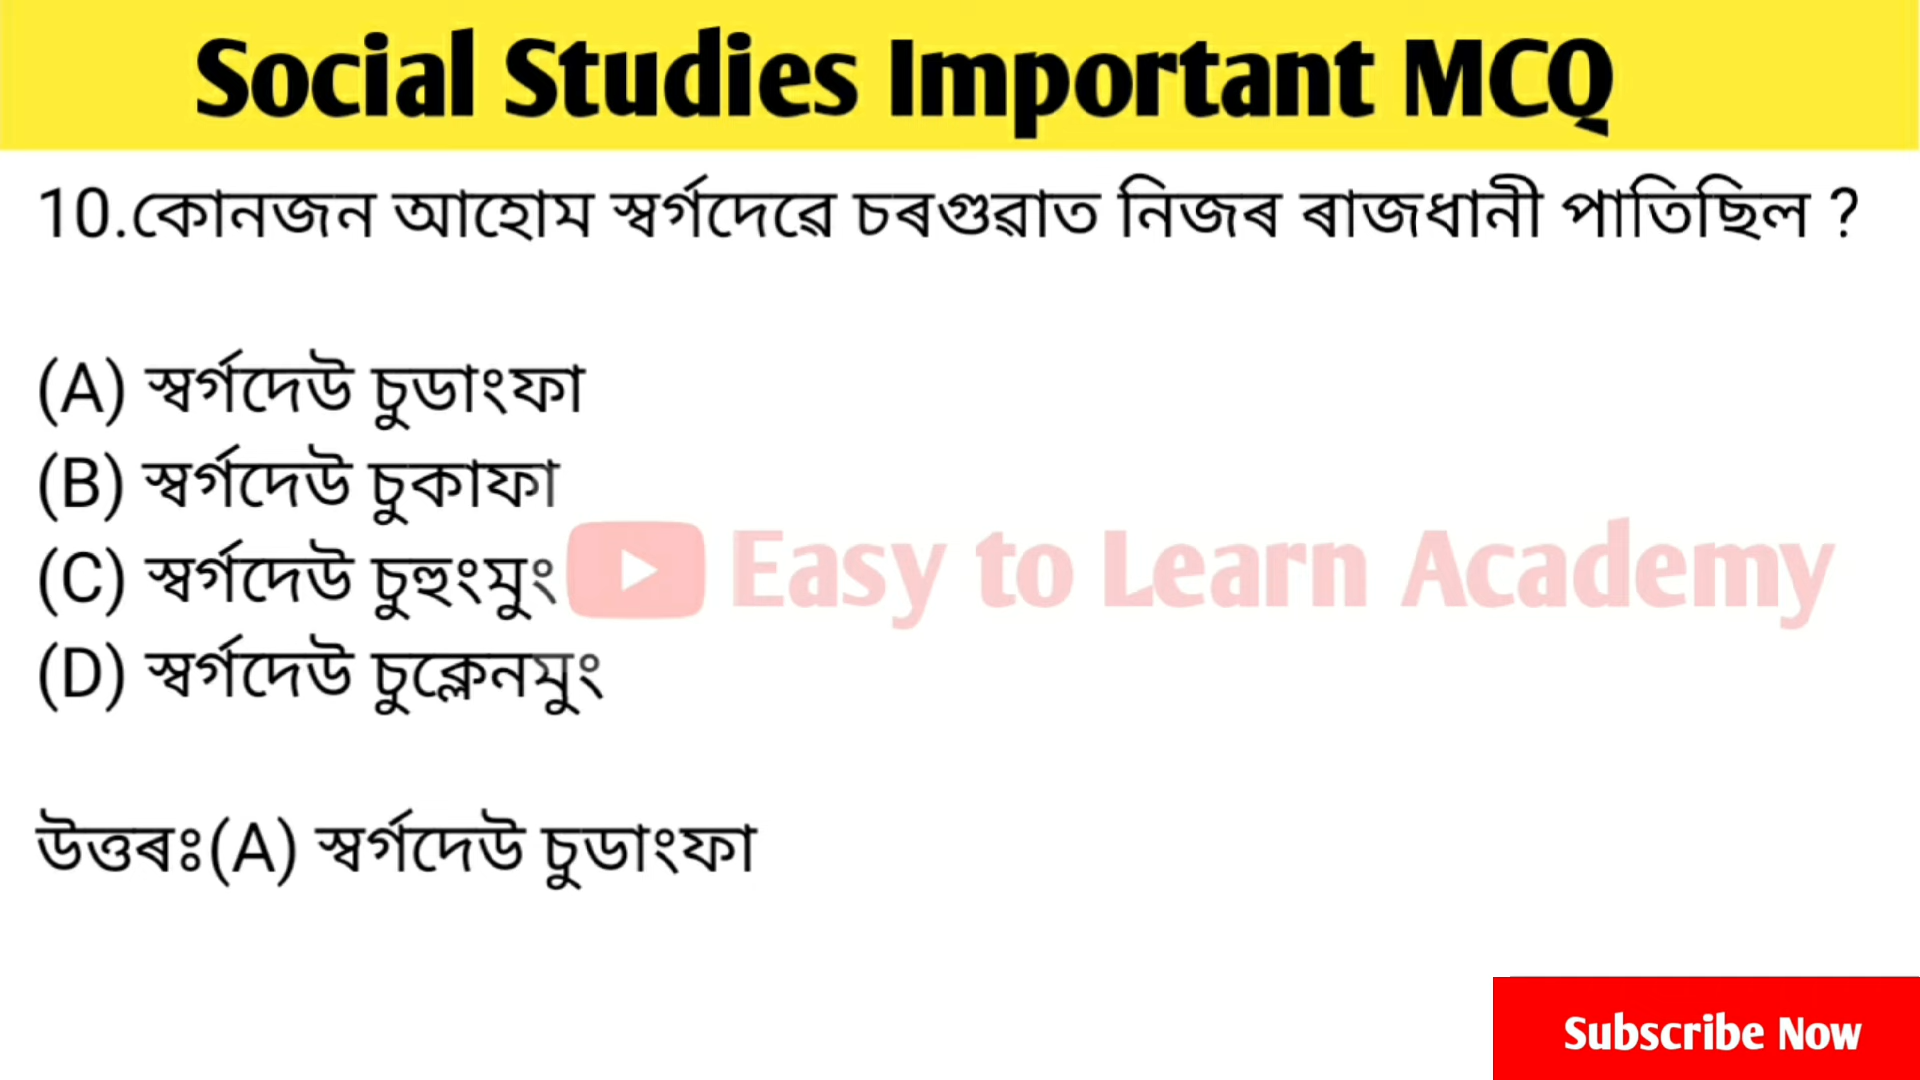 Social Studies Important MCQ
10.কোনজন আহোম স্বৰ্গদেৱে চৰগুৱাত নিজৰ ৰাজধানী পাতিছিল ?
(A) স্বৰ্গদেউ চুডাংফা
(B) স্বৰ্গদেউ চুকাফা
(C) স্বৰ্গদেউ চুহুংমুং
(D) স্বৰ্গদেউ চুক্লেনমুং
Easy to Learn Academy
উত্তৰঃ(A) স্বৰ্গদেউ চুডাংফা
Subscribe Now